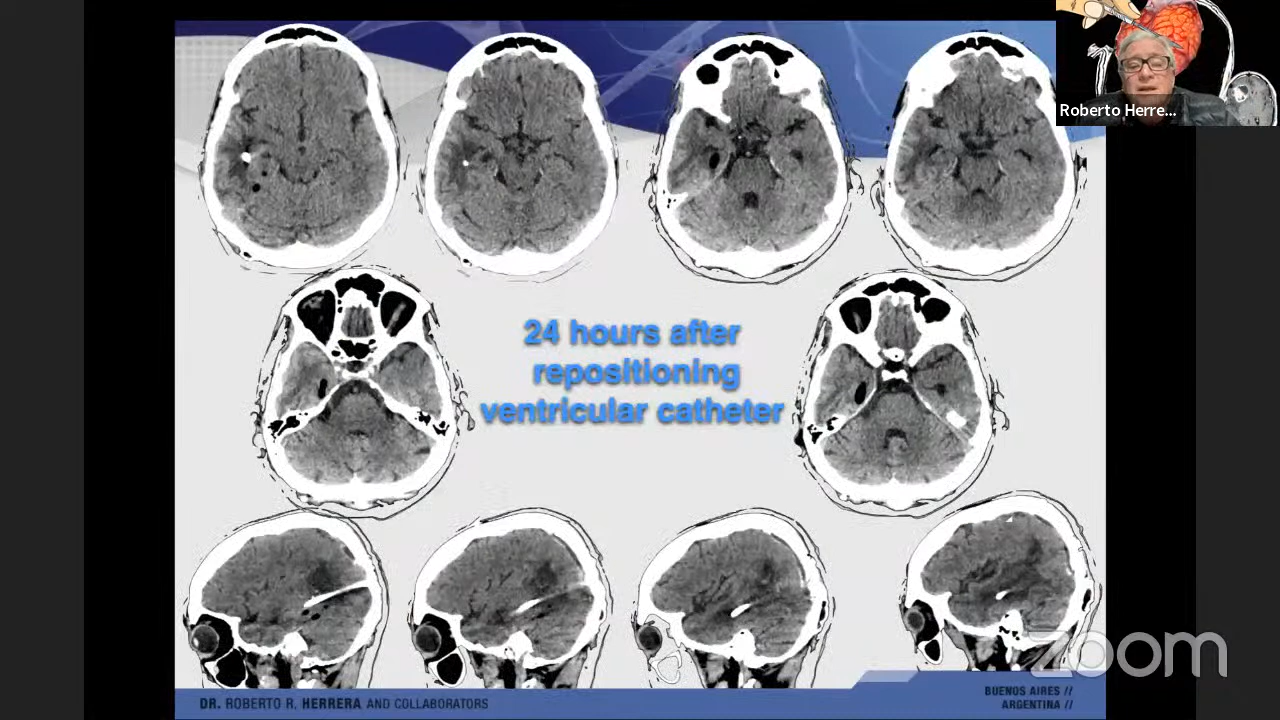 Roberto Herre...
24 hours after
repositioning
ventricular catheter
zoom
DR. ROBERTO R. HERRERA AND COLLABORATORS
BUENOS AIRES //
ARGENTINA //